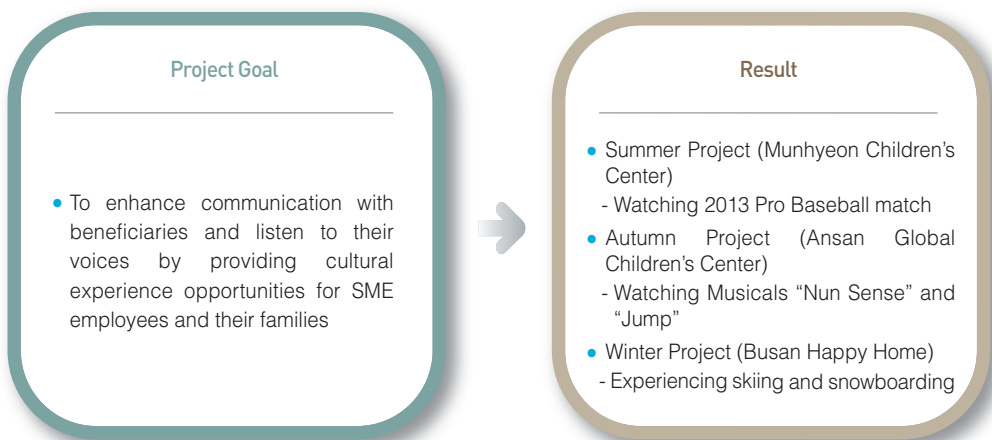 Project Goal
• To enhance communication with
beneficiaries and listen to their
voices by providing cultural
experience opportunities for SME
employees and their families
Result
• Summer Project (Munhyeon Children's
Center)
- Watching 2013 Pro Baseball match
• Autumn Project (Ansan Global
Children's Center)
- Watching Musicals “Nun Sense” and
“Jump”
• Winter Project (Busan Happy Home)
- Experiencing skiing and snowboarding